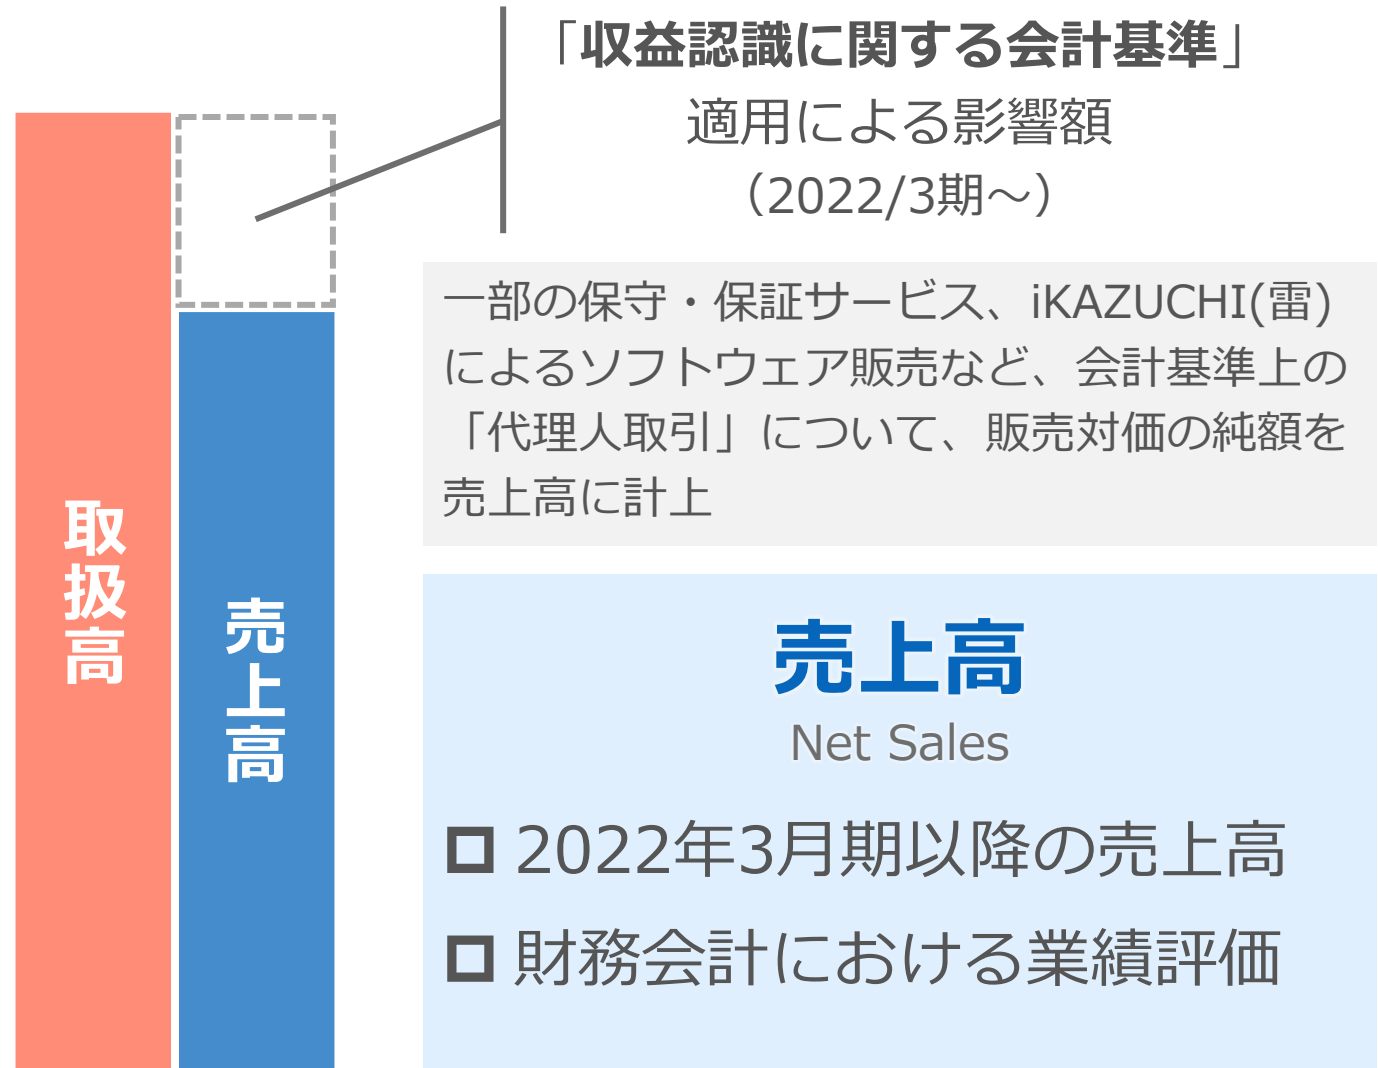 「収益認識に関する会計基準」
適用による影響額
（2022/3期～）
一部の保守・保証サービス、iKAZUCHI(雷)
によるソフトウェア販売など、会計基準上の
「代理人取引」について、販売対価の純額を
売上高に計上
取扱高
売上高
売上高
Net Sales
2022年3月期以降の売上高
財務会計における業績評価